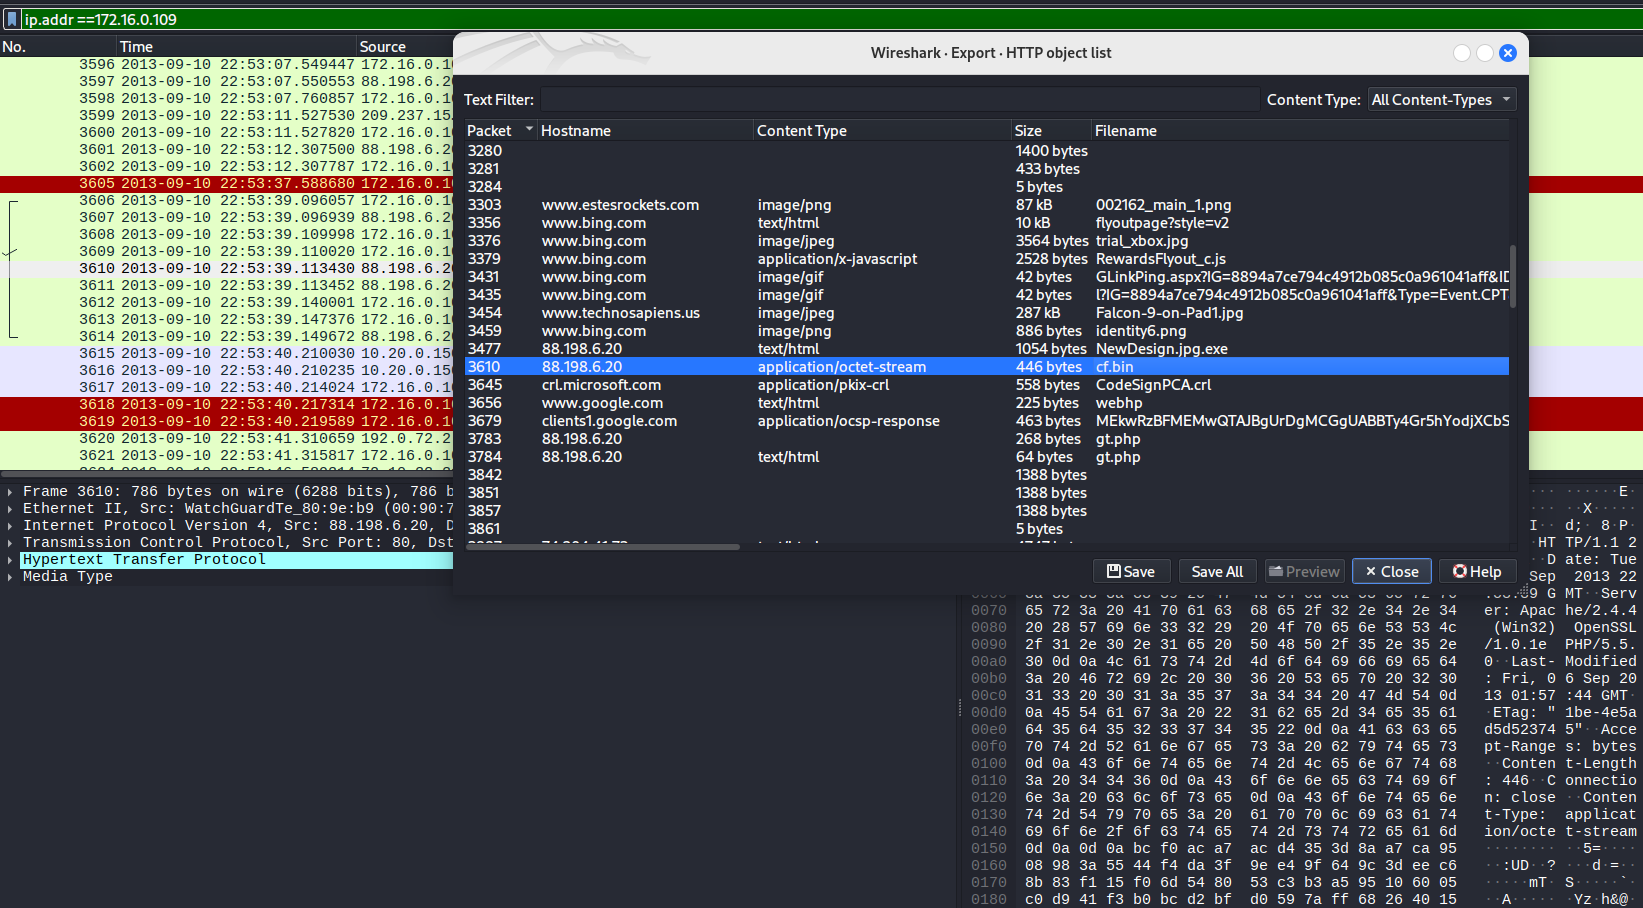 ip.addr ==172.16.0.109
No. Time Source
3596 2013-09-10 22:53:07.549447 172.16.0.10
3597 2013-09-10 22:53:07.550553 88.198.6.20
3598 2013-09-10 22:53:07.760857 172.16.0.10
3599 2013-09-10 22:53:11.527530 209.237.15
3600 2013-09-10 22:53:11.527820 172.16.0.10
3601 2013-09-10 22:53:12.307500 88.198.6.20
3602 2013-09-10 22:53:12.307787 172.16.0.10
3605 2013-09-10 22:53:37.588680 172.16.0.10
3606 2013-09-10 22:53:39.096057 172.16.0.10
3607 2013-09-10 22:53:39.096939 88.198.6.20
3608 2013-09-10 22:53:39.109998 172.16.0.10
3609 2013-09-10 22:53:39.110020 172.16.0.10
3610 2013-09-10 22:53:39.113430 88.198.6.20
3611 2013-09-10 22:53:39.113452 88.198.6.20
3612 2013-09-10 22:53:39.140001 172.16.0.10
3613 2013-09-10 22:53:39.147376 172.16.0.10
3614 2013-09-10 22:53:39.149672 88.198.6.20
3615 2013-09-10 22:53:40.210030 10.20.0.15
3616 2013-09-10 22:53:40.210235 10.20.0.15
3617 2013-09-10 22:53:40.214024 172.16.0.10
3618 2013-09-10 22:53:40.217314 172.16.0.10
3619 2013-09-10 22:53:40.219589 172.16.0.10
3620 2013-09-10 22:53:41.310659 192.0.72.2
3621 2013-09-10 22:53:41.315817 172.16.0.10
Wireshark · Export · HTTP object list
Text Filter: Content Type: All Content-Types
Packet Hostname Content Type Size Filename
3280 1400 bytes
3281 433 bytes
3284 5 bytes
3303 www.estesrockets.com image/png 87 kB 002162_main_1.png
3356 www.bing.com text/html 10 kB flyoutpage?style=v2
3376 www.bing.com image/jpeg 3564 bytes trial_xbox.jpg
3379 www.bing.com application/x-javascript 2528 bytes RewardsFlyout_c.js
3431 www.bing.com image/gif 42 bytes GLinkPing.aspx?IG=8894a7ce794c4912b085c0a961041aff&ID
3435 www.bing.com image/gif 42 bytes l?IG=8894a7ce794c4912b085c0a961041aff&Type=Event.CPT
3454 www.technosapiens.us image/jpeg 287 kB Falcon-9-on-Pad1.jpg
3459 www.bing.com image/png 886 bytes identity6.png
3477 88.198.6.20 text/html 1054 bytes NewDesign.jpg.exe
3610 88.198.6.20 application/octet-stream 446 bytes cf.bin
3645 crl.microsoft.com application/pkix-crl 558 bytes CodeSignPCA.crl
3656 www.google.com text/html 225 bytes webhp
3679 clients1.google.com application/ocsp-response 463 bytes MEkwRzBFMEMwQTAJBgUrDgMCGgUABBTy4Gr5hYodjXCbS
3783 88.198.6.20 268 bytes gt.php
3784 88.198.6.20 text/html 64 bytes gt.php
3842 1388 bytes
3851 1388 bytes
3857 1388 bytes
3861 5 bytes
Save Save All Preview Close Help
Frame 3610: 786 bytes on wire (6288 bits), 786 b
Ethernet II, Src: WatchGuardTe_80:9e:b9 (00:90:7
Internet Protocol Version 4, Src: 88.198.6.20, D
Transmission Control Protocol, Src Port: 80, Dst
Hypertext Transfer Protocol
Media Type
··· ······E·
··X·····
I··d; 8·P·
·HT TP/1.1 2
··D ate: Tue
Sep 2013 22
GMT··Serv
0070 65 72 3a 20 41 70 61 63 68 65 2f 32 2e 34 2e 34 er: Apac he/2.4.4
0080 20 28 57 69 6e 33 32 29 20 4f 70 65 6e 53 53 4c (Win32) OpenSSL
0090 2f 31 2e 30 2e 31 65 20 50 48 50 2f 35 2e 35 2e /1.0.1e PHP/5.5.
00a0 30 0d 0a 4c 61 73 74 2d 4d 6f 64 69 66 69 65 64 0··Last- Modified
00b0 3a 20 46 72 69 2c 20 30 36 20 53 65 70 20 32 30 : Fri, 0 6 Sep 20
00c0 31 33 20 30 31 3a 35 37 3a 34 34 20 47 4d 54 0d 13 01:57 :44 GMT·
00d0 0a 45 54 61 67 3a 20 22 31 62 65 2d 34 65 35 61 ·ETag: " 1be-4e5a
00e0 64 35 64 35 32 33 37 34 35 22 0d 0a 41 63 63 65 d5d52374 5"··Acce
00f0 70 74 2d 52 61 6e 67 65 73 3a 20 62 79 74 65 73 pt-Range s: bytes
0100 0d 0a 43 6f 6e 74 65 6e 74 2d 4c 65 6e 67 74 68 ··Conten t-Length
0110 3a 20 34 34 36 0d 0a 43 6f 6e 6e 65 63 74 69 6f : 446··C onnectio
0120 6e 3a 20 63 6c 6f 73 65 0d 0a 43 6f 6e 74 65 6e n: close ··Conten
0130 74 2d 54 79 70 65 3a 20 61 70 70 6c 69 63 61 74 t-Type: applicat
0140 69 6f 6e 2f 6f 63 74 65 74 2d 73 74 72 65 61 6d ion/octe t-stream
0150 0d 0a 0d 0a bc f0 ac a7 ac d4 35 3d 8a a7 ca 95 ········ ··5=····
0160 08 98 3a 55 44 f4 da 3f 9e e4 9f 64 9c 3d ee c6 ··:UD··? ···d·=··
0170 8b 83 f1 15 f0 6d 54 80 53 c3 b3 a5 95 10 60 05 ·····mT· S·····`·
0180 c0 d9 41 f3 b0 bc d2 bf d0 59 7a ff 68 26 40 15 ··A····· ·Yz·h&@·